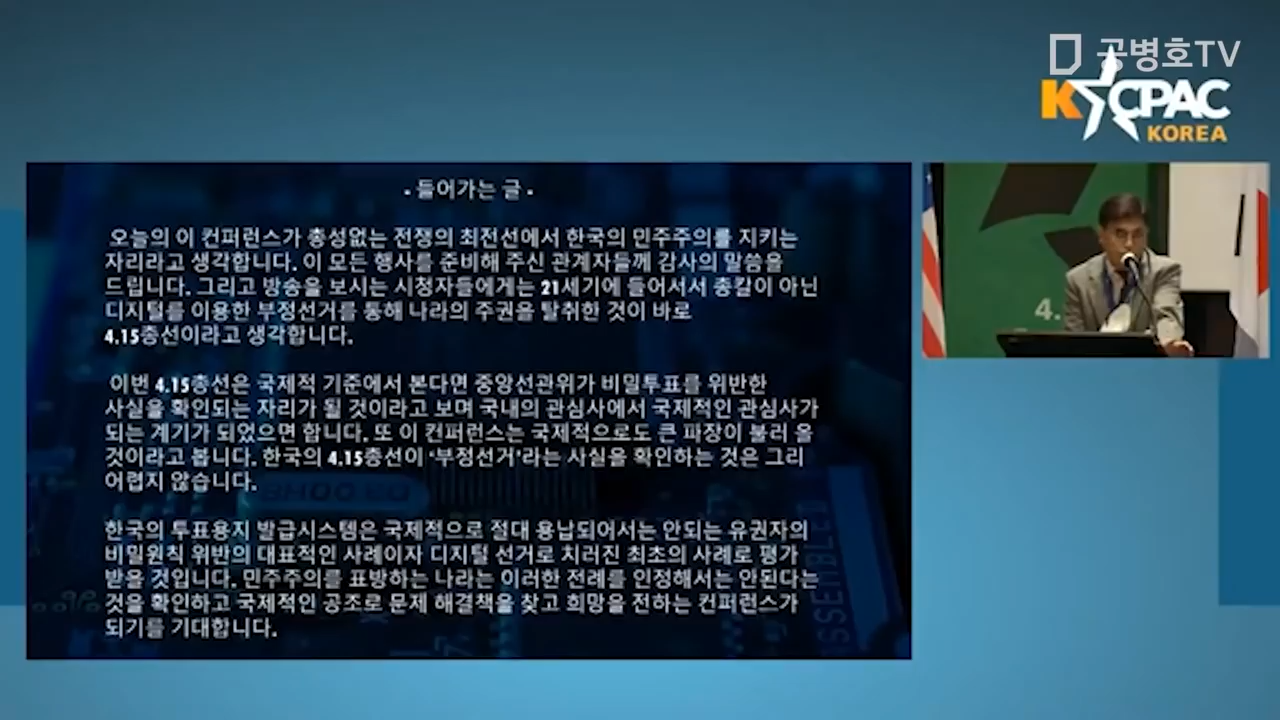 공병호TV
K CPAC
KOREA
- 들어가는 글 -
오늘의 이 컨퍼런스가 총성없는 전쟁의 최전선에서 한국의 민주주의를 지키는
자리라고 생각합니다. 이 모든 행사를 준비해 주신 관계자들께 감사의 말씀을
드립니다. 그리고 방송을 보시는 시청자들에게는 21세기에 들어서서 총칼이 아닌
디지털를 이용한 부정선거를 통해 나라의 주권을 탈취한 것이 바로
4.15총선이라고 생각합니다.
이번 4.15총선은 국제적 기준에서 본다면 중앙선관위가 비밀투표를 위반한
사실을 확인되는 자리가 될 것이라고 보며 국내의 관심사에서 국제적인 관심사가
되는 계기가 되었으면 합니다. 또 이 컨퍼런스는 국제적으로도 큰 파장이 불러 올
것이라고 봅니다. 한국의 4.15총선이 '부정선거'라는 사실을 확인하는 것은 그리
어렵지 않습니다.
한국의 투표용지 발급시스템은 국제적으로 절대 용납되어서는 안되는 유권자의
비밀원칙 위반의 대표적인 사례이자 디지털 선거로 치러진 최초의 사례로 평가
받을 것입니다. 민주주의를 표방하는 나라는 이러한 전례를 인정해서는 안된다는
것을 확인하고 국제적인 공조로 문제 해결책을 찾고 희망을 전하는 컨퍼런스가
되기를 기대합니다.
4.